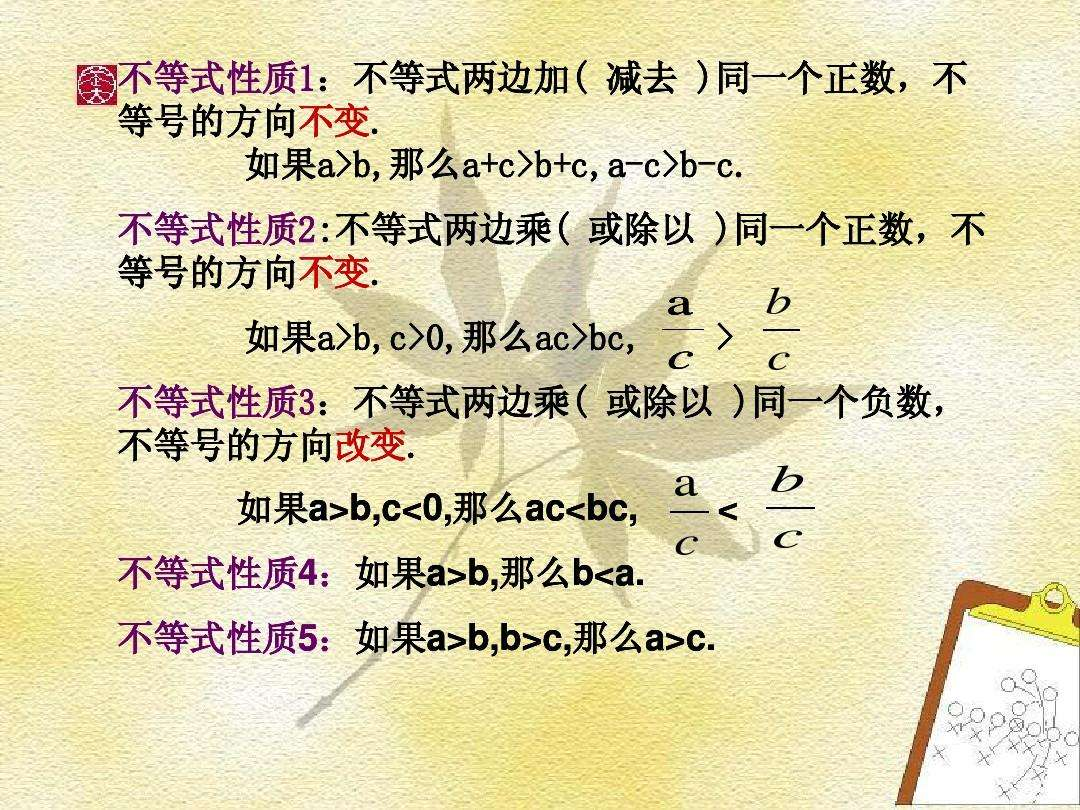 不等式性质1：不等式两边加( 减去 )同一个正数，不
等号的方向不变.
如果a>b,那么a+c>b+c,a-c>b-c.
不等式性质2:不等式两边乘( 或除以 )同一个正数，不
等号的方向不变.
如果a>b,c>0,那么ac>bc, a/c > b/c
不等式性质3：不等式两边乘( 或除以 )同一个负数，
不等号的方向改变.
如果a>b,c<0,那么ac<bc, a/c < b/c
不等式性质4：如果a>b,那么b<a.
不等式性质5：如果a>b,b>c,那么a>c.